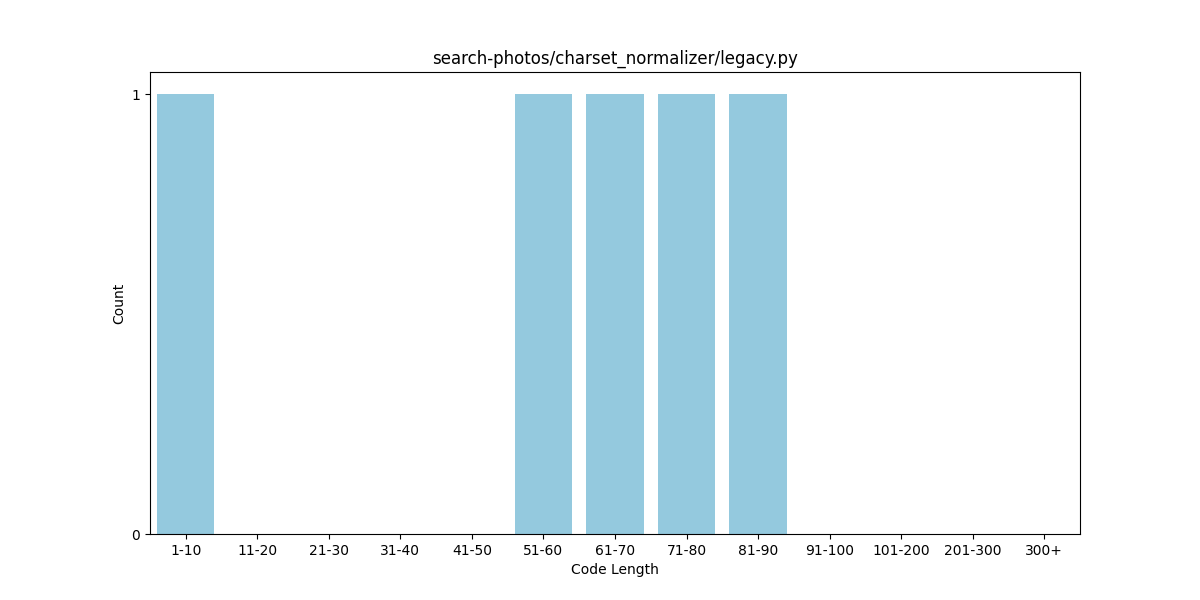 search-photos/charset_normalizer/legacy.py
1
0
Count
1-10 11-20 21-30 31-40 41-50 51-60 61-70 71-80 81-90 91-100 101-200 201-300 300+
Code Length